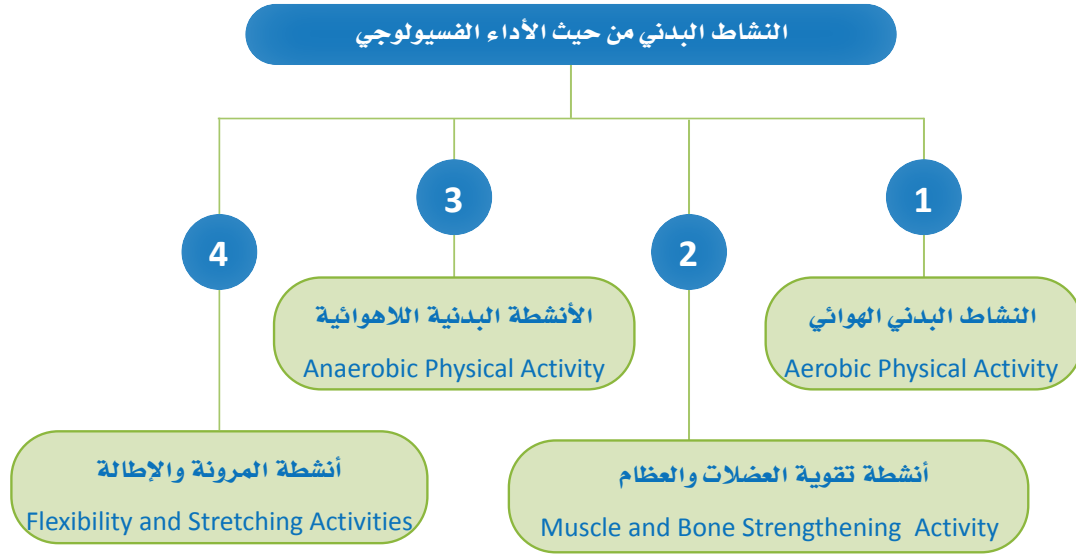 النشاط البدني من حيث الأداء الفسيولوجي
1
النشاط البدني الهوائي
Aerobic Physical Activity
2
أنشطة تقوية العضلات والعظام
Muscle and Bone Strengthening Activity
3
الأنشطة البدنية اللاهوائية
Anaerobic Physical Activity
4
أنشطة المرونة والإطالة
Flexibility and Stretching Activities